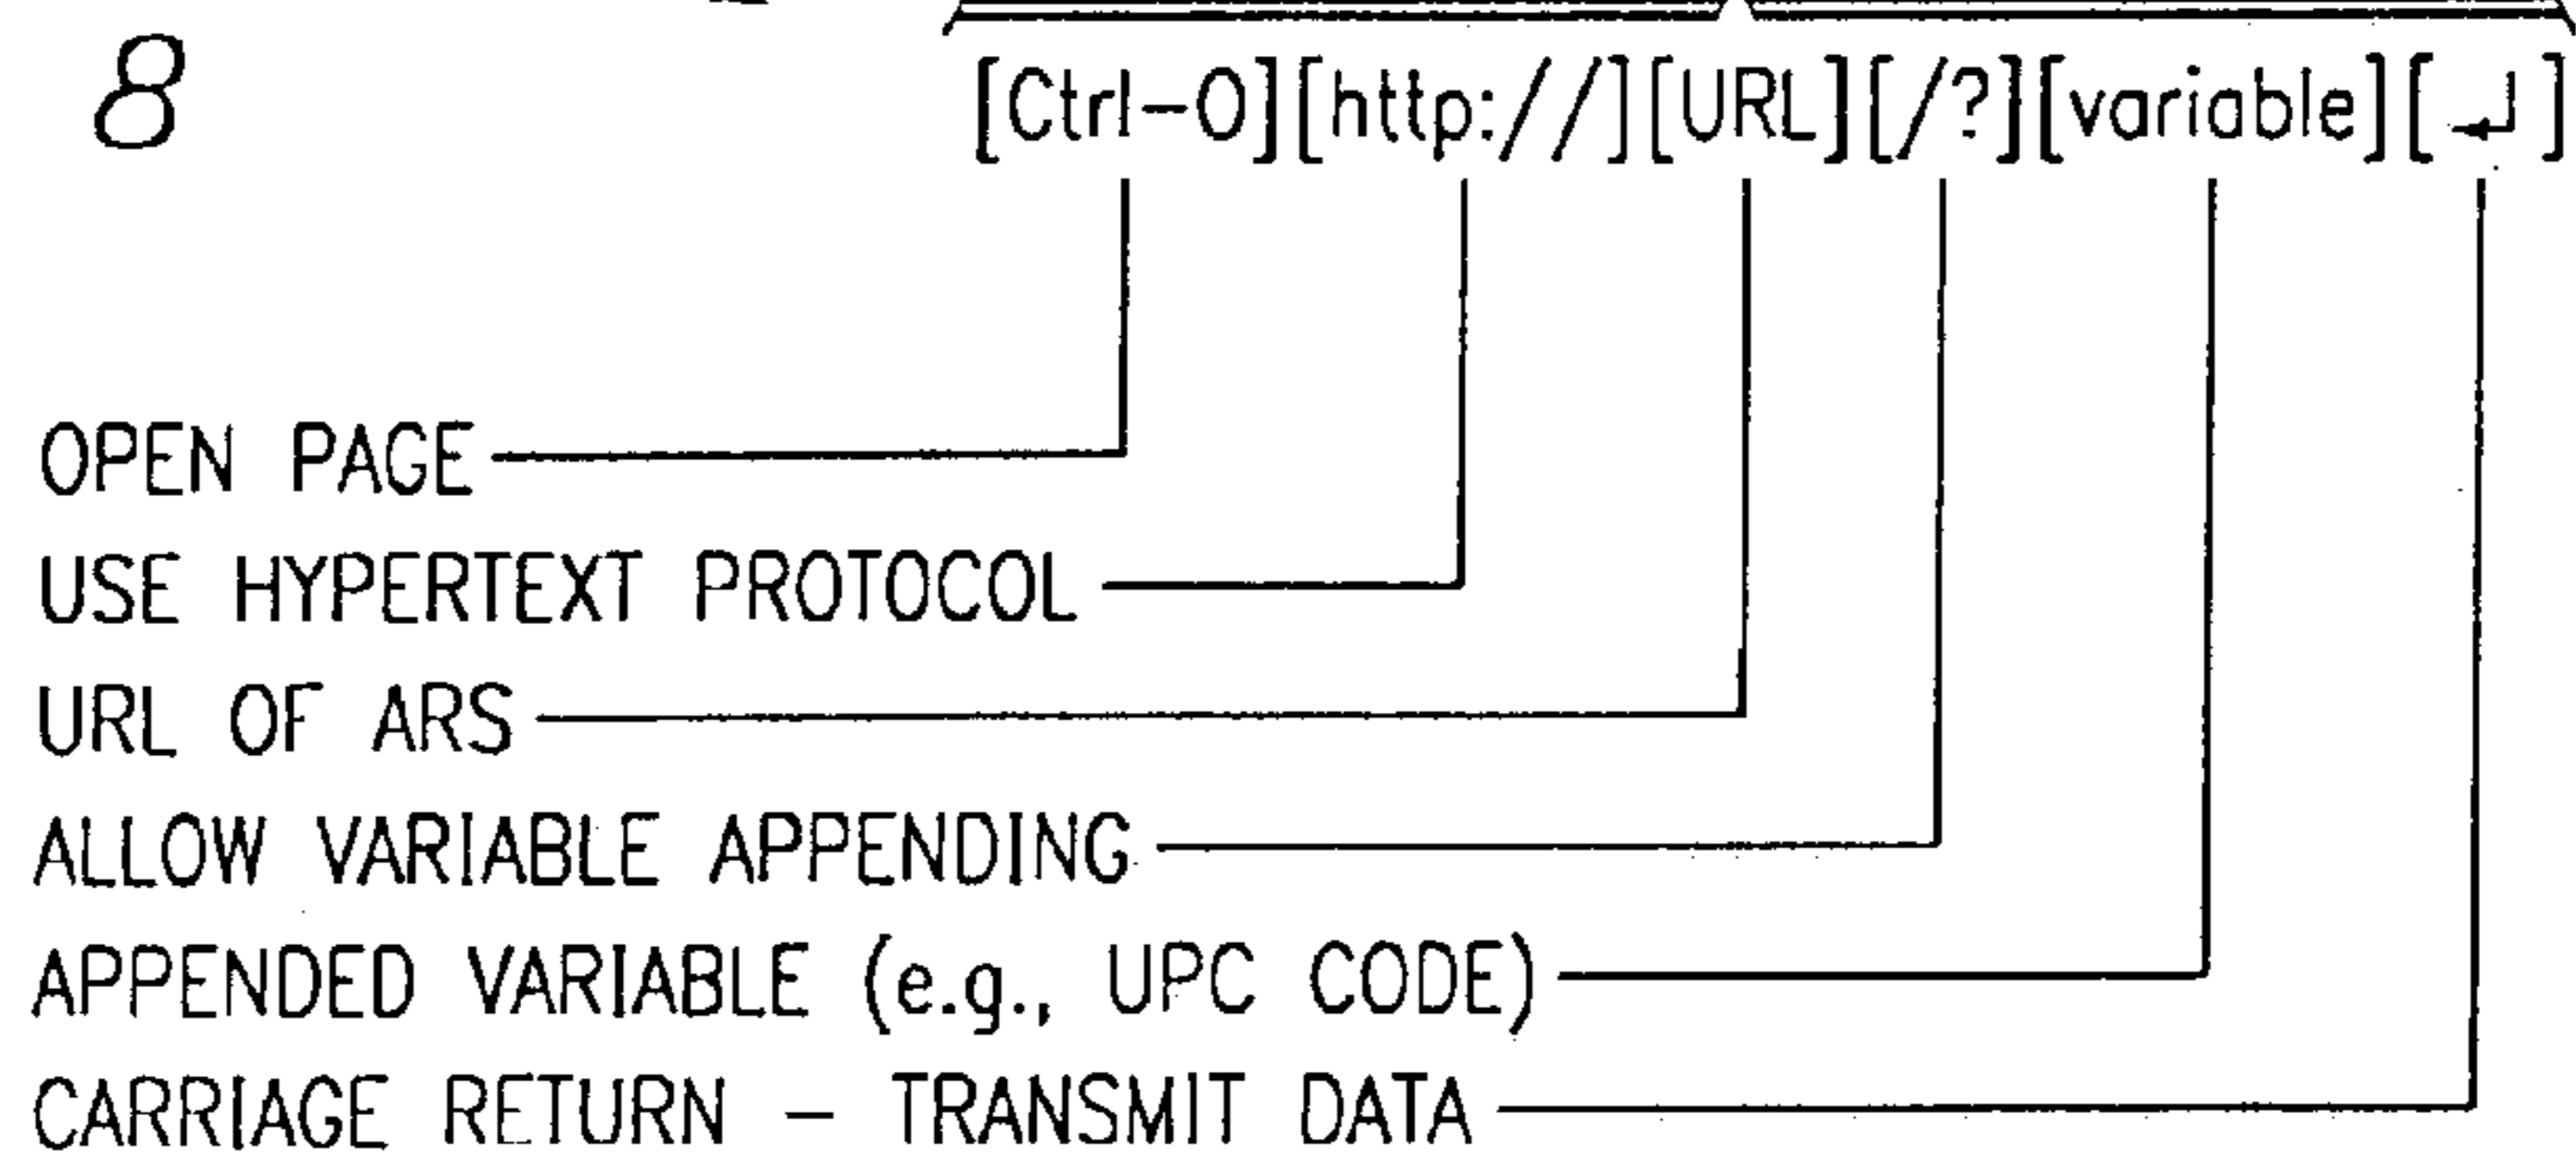 8
[Ctrl-O][http://][URL][/?][variable][↵]
OPEN PAGE
USE HYPERTEXT PROTOCOL
URL OF ARS
ALLOW VARIABLE APPENDING
APPENDED VARIABLE (e.g., UPC CODE)
CARRIAGE RETURN – TRANSMIT DATA